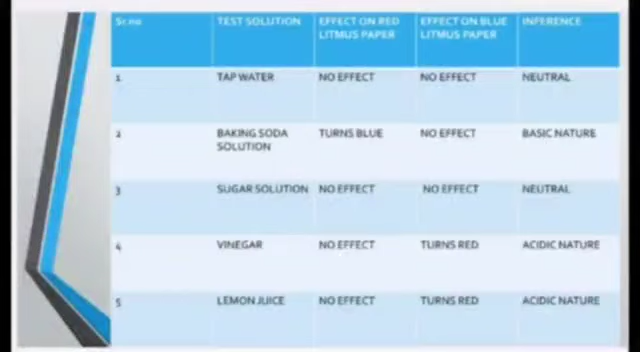 Sr.no TEST SOLUTION EFFECT ON RED EFFECT ON BLUE INFERENCE
LITMUS PAPER LITMUS PAPER
1 TAP WATER NO EFFECT NO EFFECT NEUTRAL
2 BAKING SODA TURNS BLUE NO EFFECT BASIC NATURE
SOLUTION
3 SUGAR SOLUTION NO EFFECT NO EFFECT NEUTRAL
4 VINEGAR NO EFFECT TURNS RED ACIDIC NATURE
5 LEMON JUICE NO EFFECT TURNS RED ACIDIC NATURE